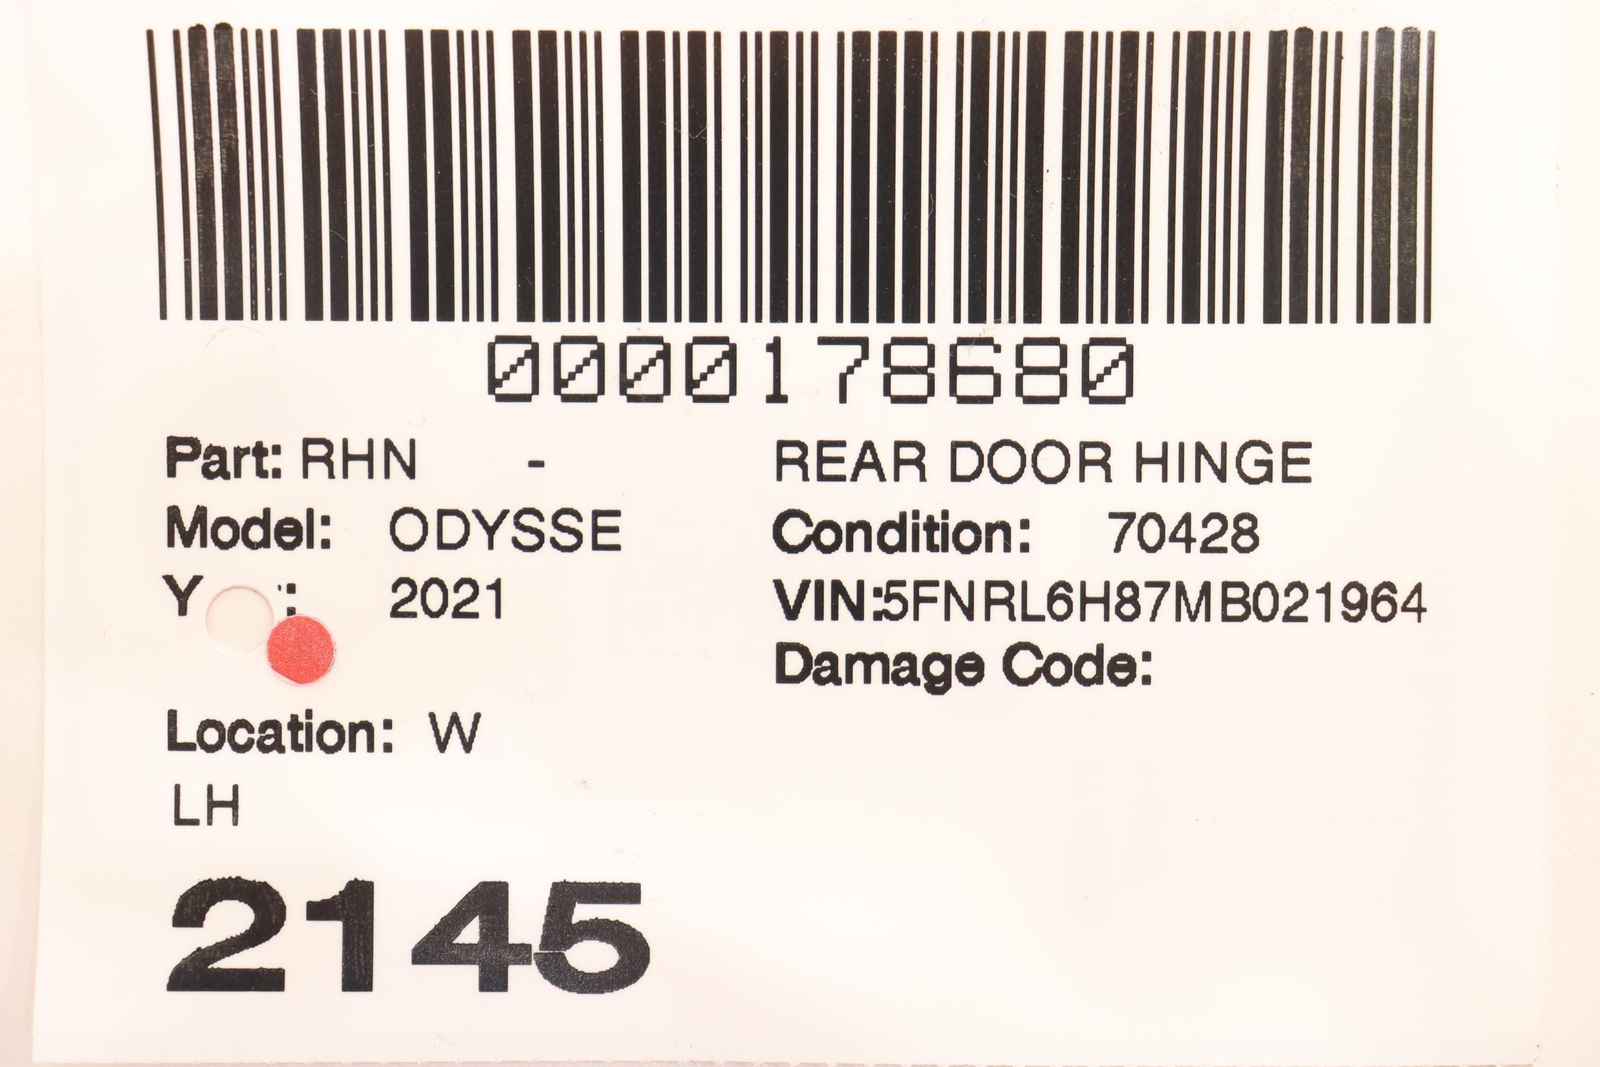 0000178680
Part: RHN - REAR DOOR HINGE
Model: ODYSSE Condition: 70428
Y : 2021 VIN:5FNRL6H87MB021964
Damage Code:
Location: W
LH
2145